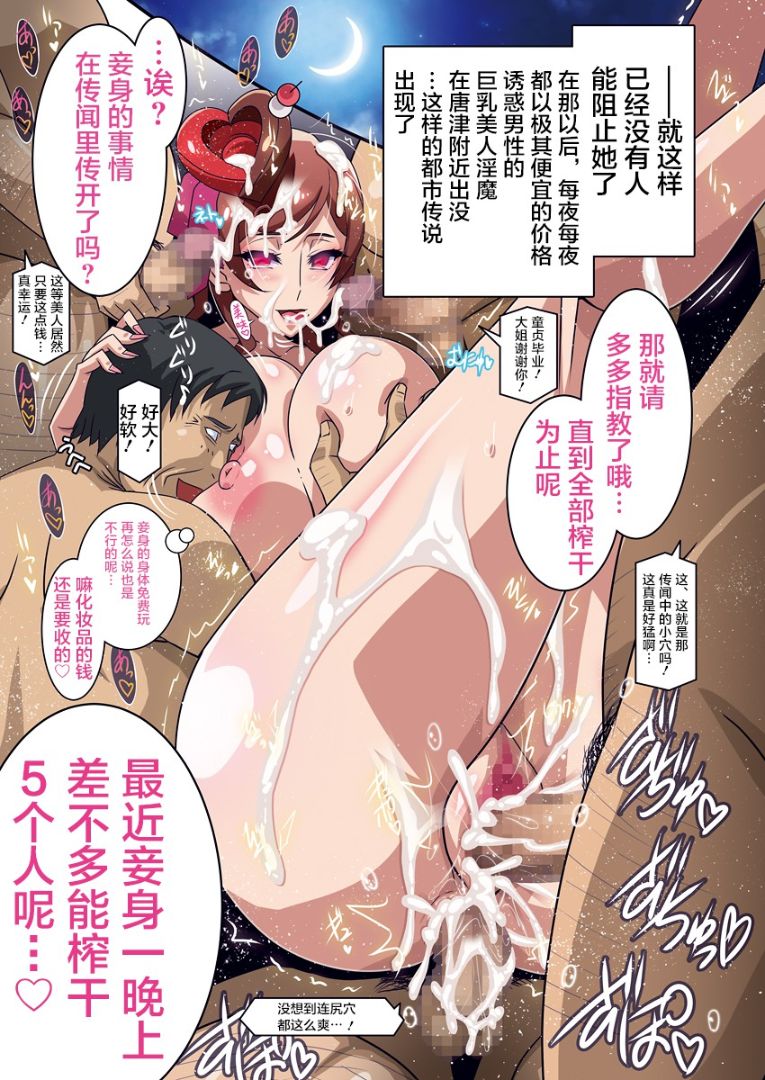 ——就这样
已经没有人
能阻止她了
在那以后，每夜每夜
都以极其便宜的价格
诱惑男性的
巨乳美人淫魔
在唐津附近出没
…这样的都市传说
出现了
…诶？
妾身的事情
在传闻里传开了吗？
这等美人居然
只要这点钱…
真幸运！
美味♡
童贞毕业！
大姐谢谢你！
那就请
多多指教了哦…
直到全部榨干
为止呢
好大！
好软！
妾身的身体免费玩
再怎么说也是
不行的呢…
嘛化妆品的钱
还是要收的♡
这、这就是那
传闻中的小穴吗！
这真是好猛啊…
最近妾身一晚上
差不多能榨干
5个人呢…♡
没想到连尻穴
都这么爽…！